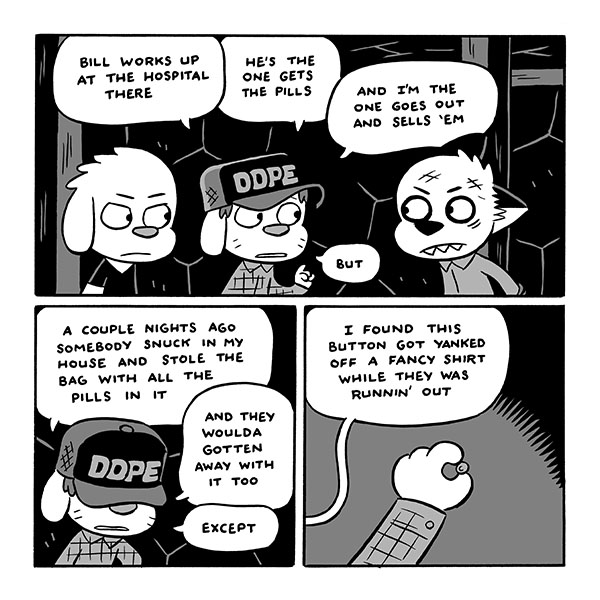 BILL WORKS UP
AT THE HOSPITAL
THERE
HE'S THE
ONE GETS
THE PILLS
AND I'M THE
ONE GOES OUT
AND SELLS 'EM
DOPE
BUT
A COUPLE NIGHTS AGO
SOMEBODY SNUCK IN MY
HOUSE AND STOLE THE
BAG WITH ALL THE
PILLS IN IT
AND THEY
WOULDA
GOTTEN
AWAY WITH
IT TOO
DOPE
EXCEPT
I FOUND THIS
BUTTON GOT YANKED
OFF A FANCY SHIRT
WHILE THEY WAS
RUNNIN' OUT